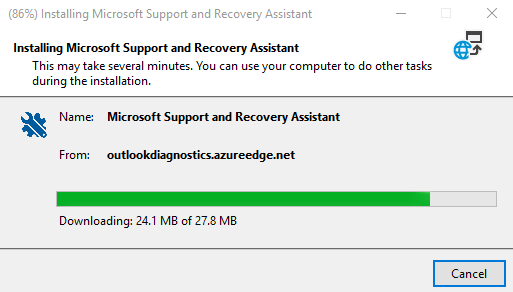 (86%) Installing Microsoft Support and Recovery Assistant
Installing Microsoft Support and Recovery Assistant
This may take several minutes. You can use your computer to do other tasks
during the installation.
Name: Microsoft Support and Recovery Assistant
From: outlookdiagnostics.azureedge.net
Downloading: 24.1 MB of 27.8 MB
Cancel